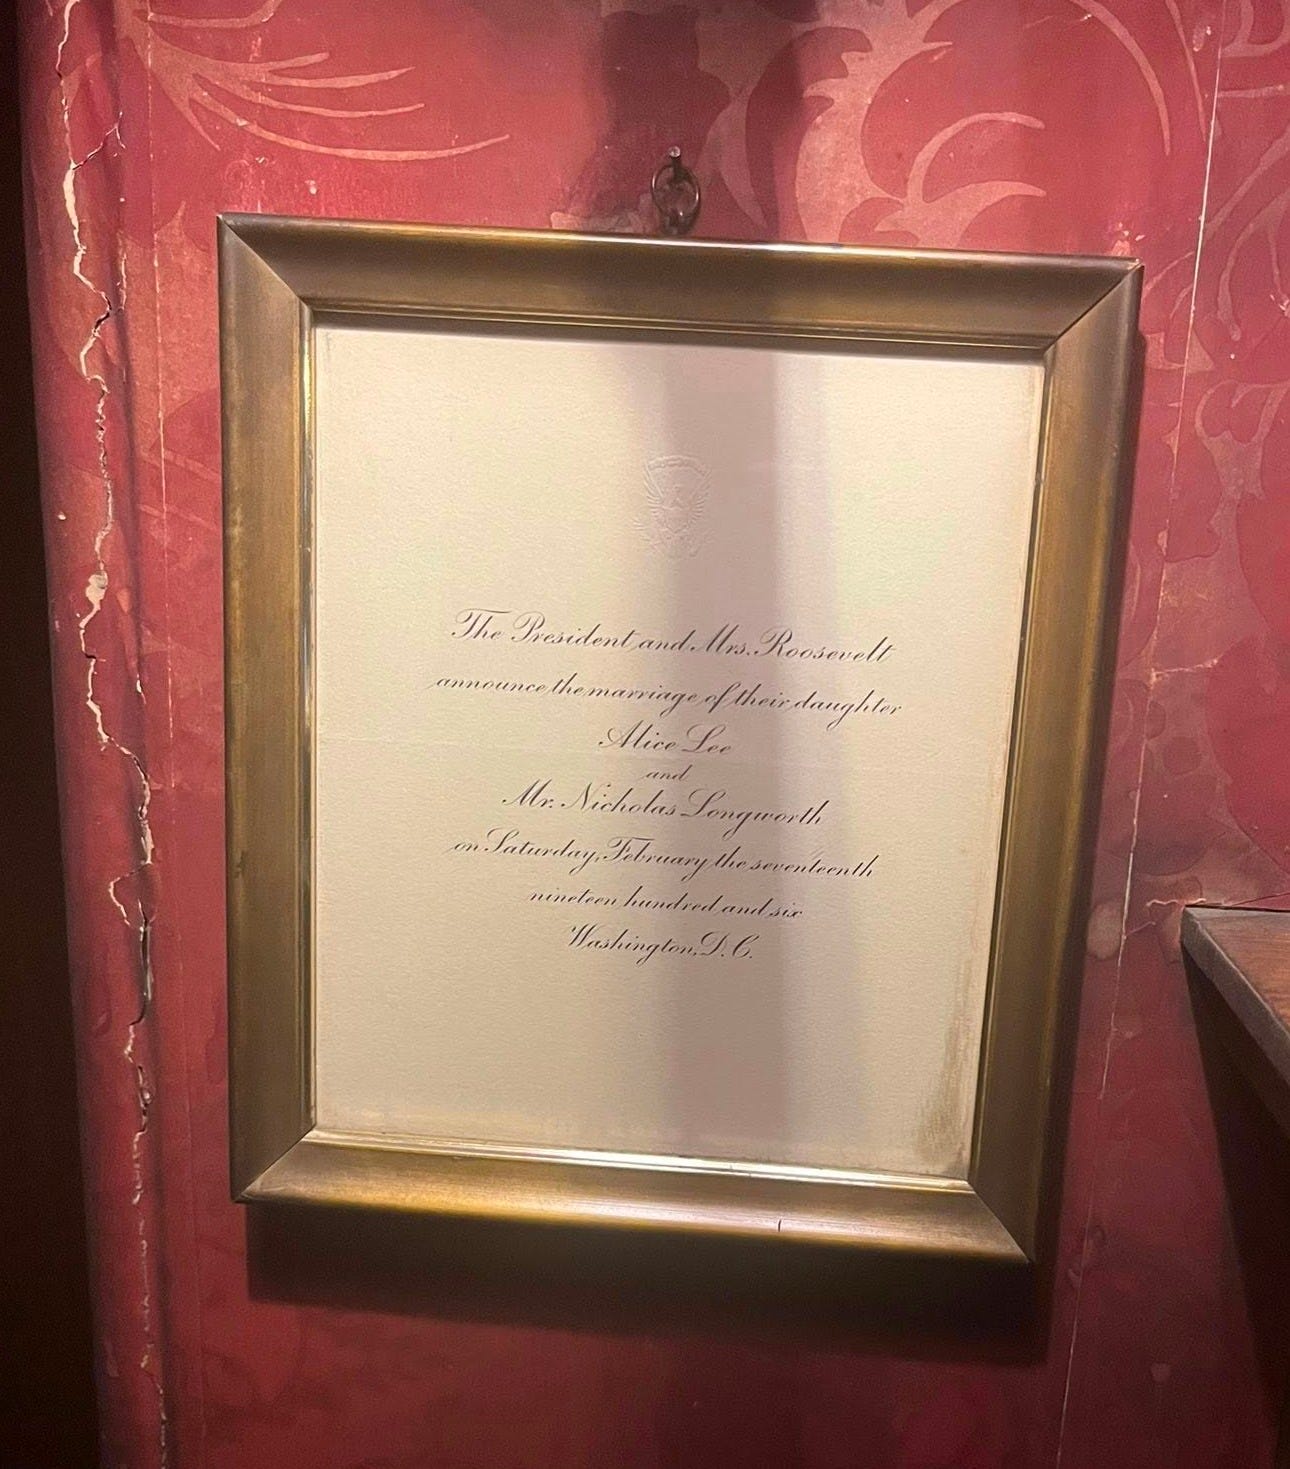 The President and Mrs. Roosevelt
announce the marriage of their daughter
Alice Lee
and
Mr. Nicholas Longworth
on Saturday, February the seventeenth
nineteen hundred and six
Washington, D. C.